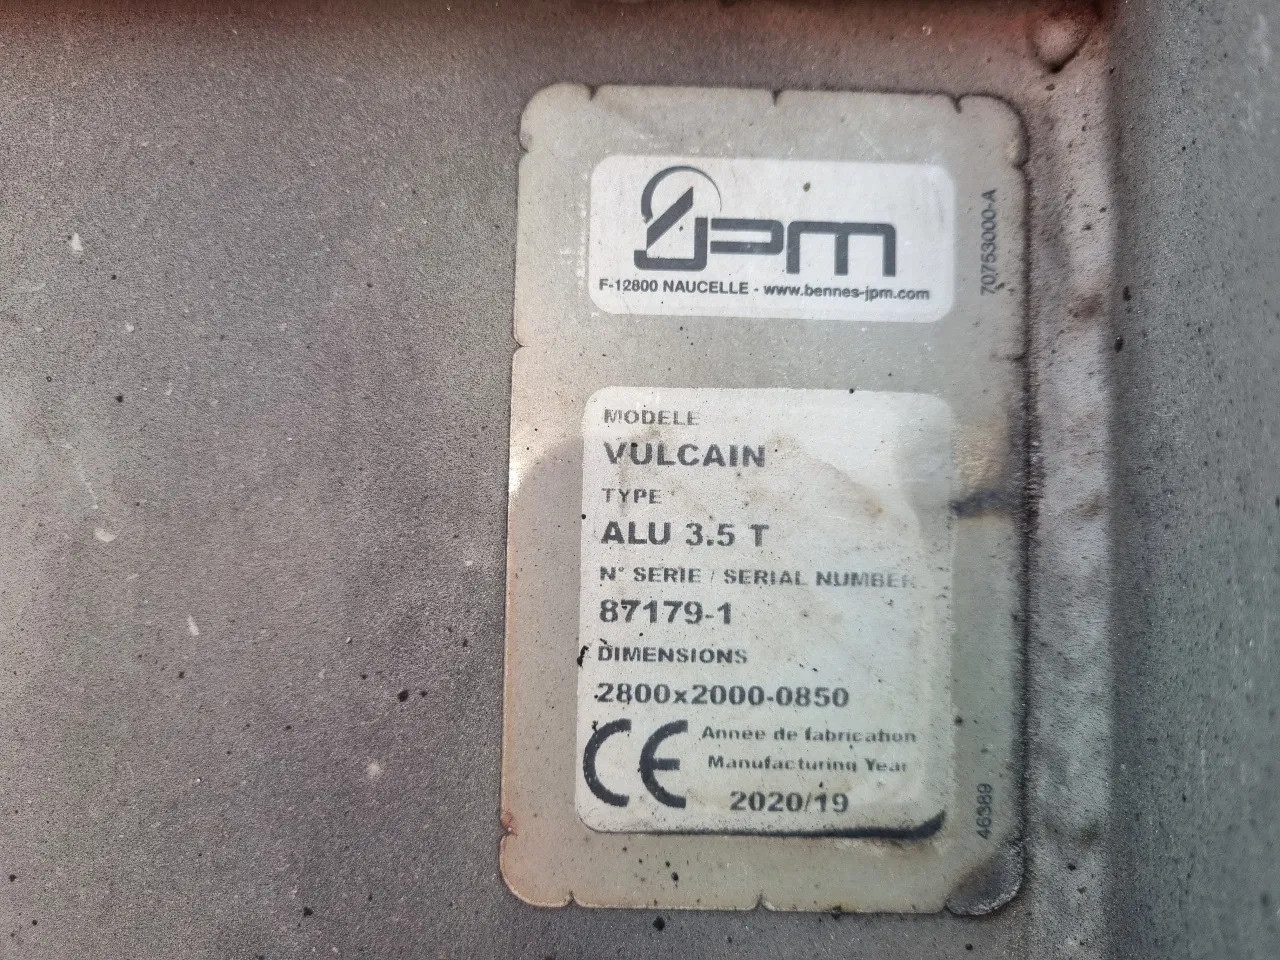 JPM
F-12800 NAUCELLE - www.bennes-jpm.com
70753000-A
MODELE
VULCAIN
TYPE
ALU 3.5 T
N° SERIE / SERIAL NUMBER
87179-1
DIMENSIONS
2800x2000-0850
CE
Année de fabrication
Manufacturing Year
2020/19
46389